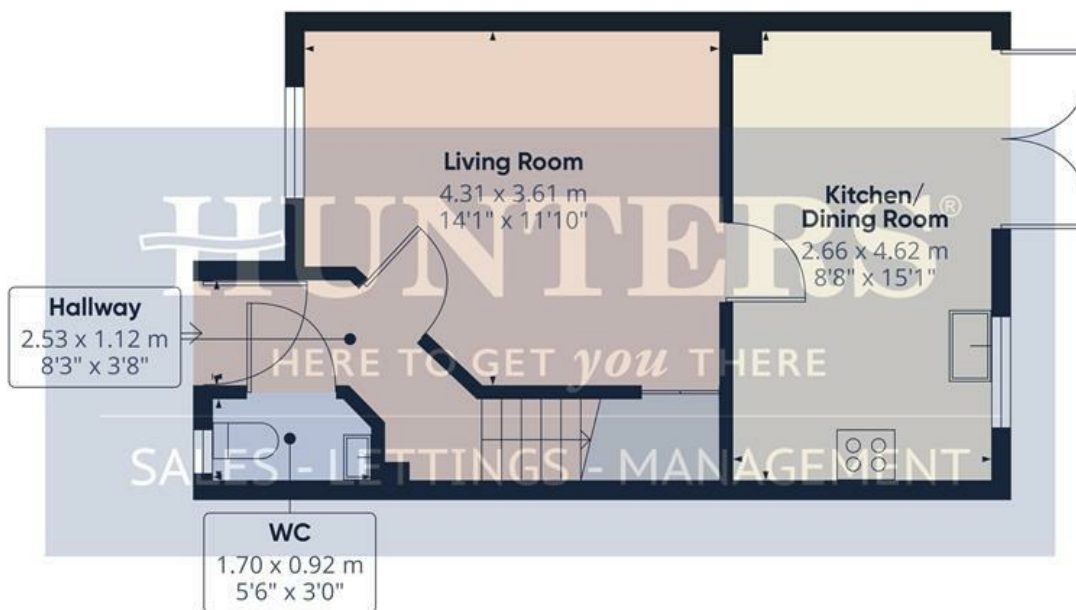 Living Room
4.31 x 3.61 m
14'1" x 11'10"
Kitchen/
Dining Room
2.66 x 4.62 m
8'8" x 15'1"
HUNTERS®
Hallway
2.53 x 1.12 m
8'3" x 3'8"
HERE TO GET you THERE
SALES - LETTINGS - MANAGEMENT
WC
1.70 x 0.92 m
5'6" x 3'0"